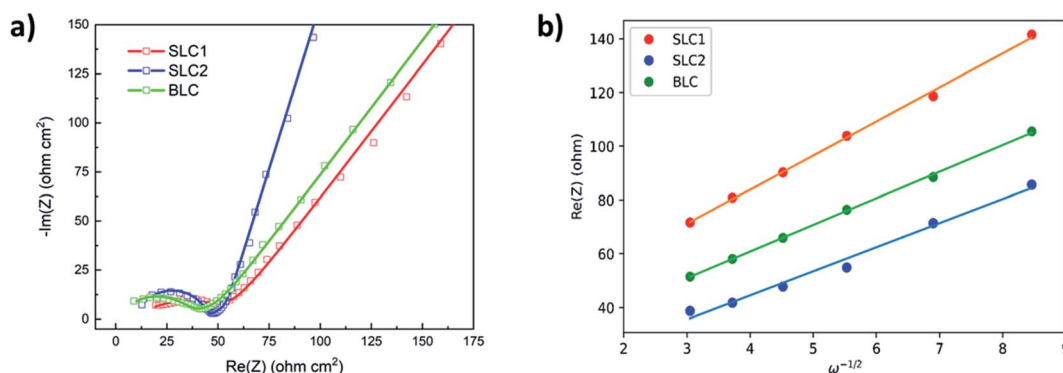 a)
150
125
100
75
50
25
0
-Im(Z) (ohm cm²)
SLC1
SLC2
BLC
0 25 50 75 100 125 150 175
Re(Z) (ohm cm²)
b)
140
120
100
80
60
40
Re(Z) (ohm)
SLC1
SLC2
BLC
2 3 4 5 6 7 8 9
ω⁻¹/²